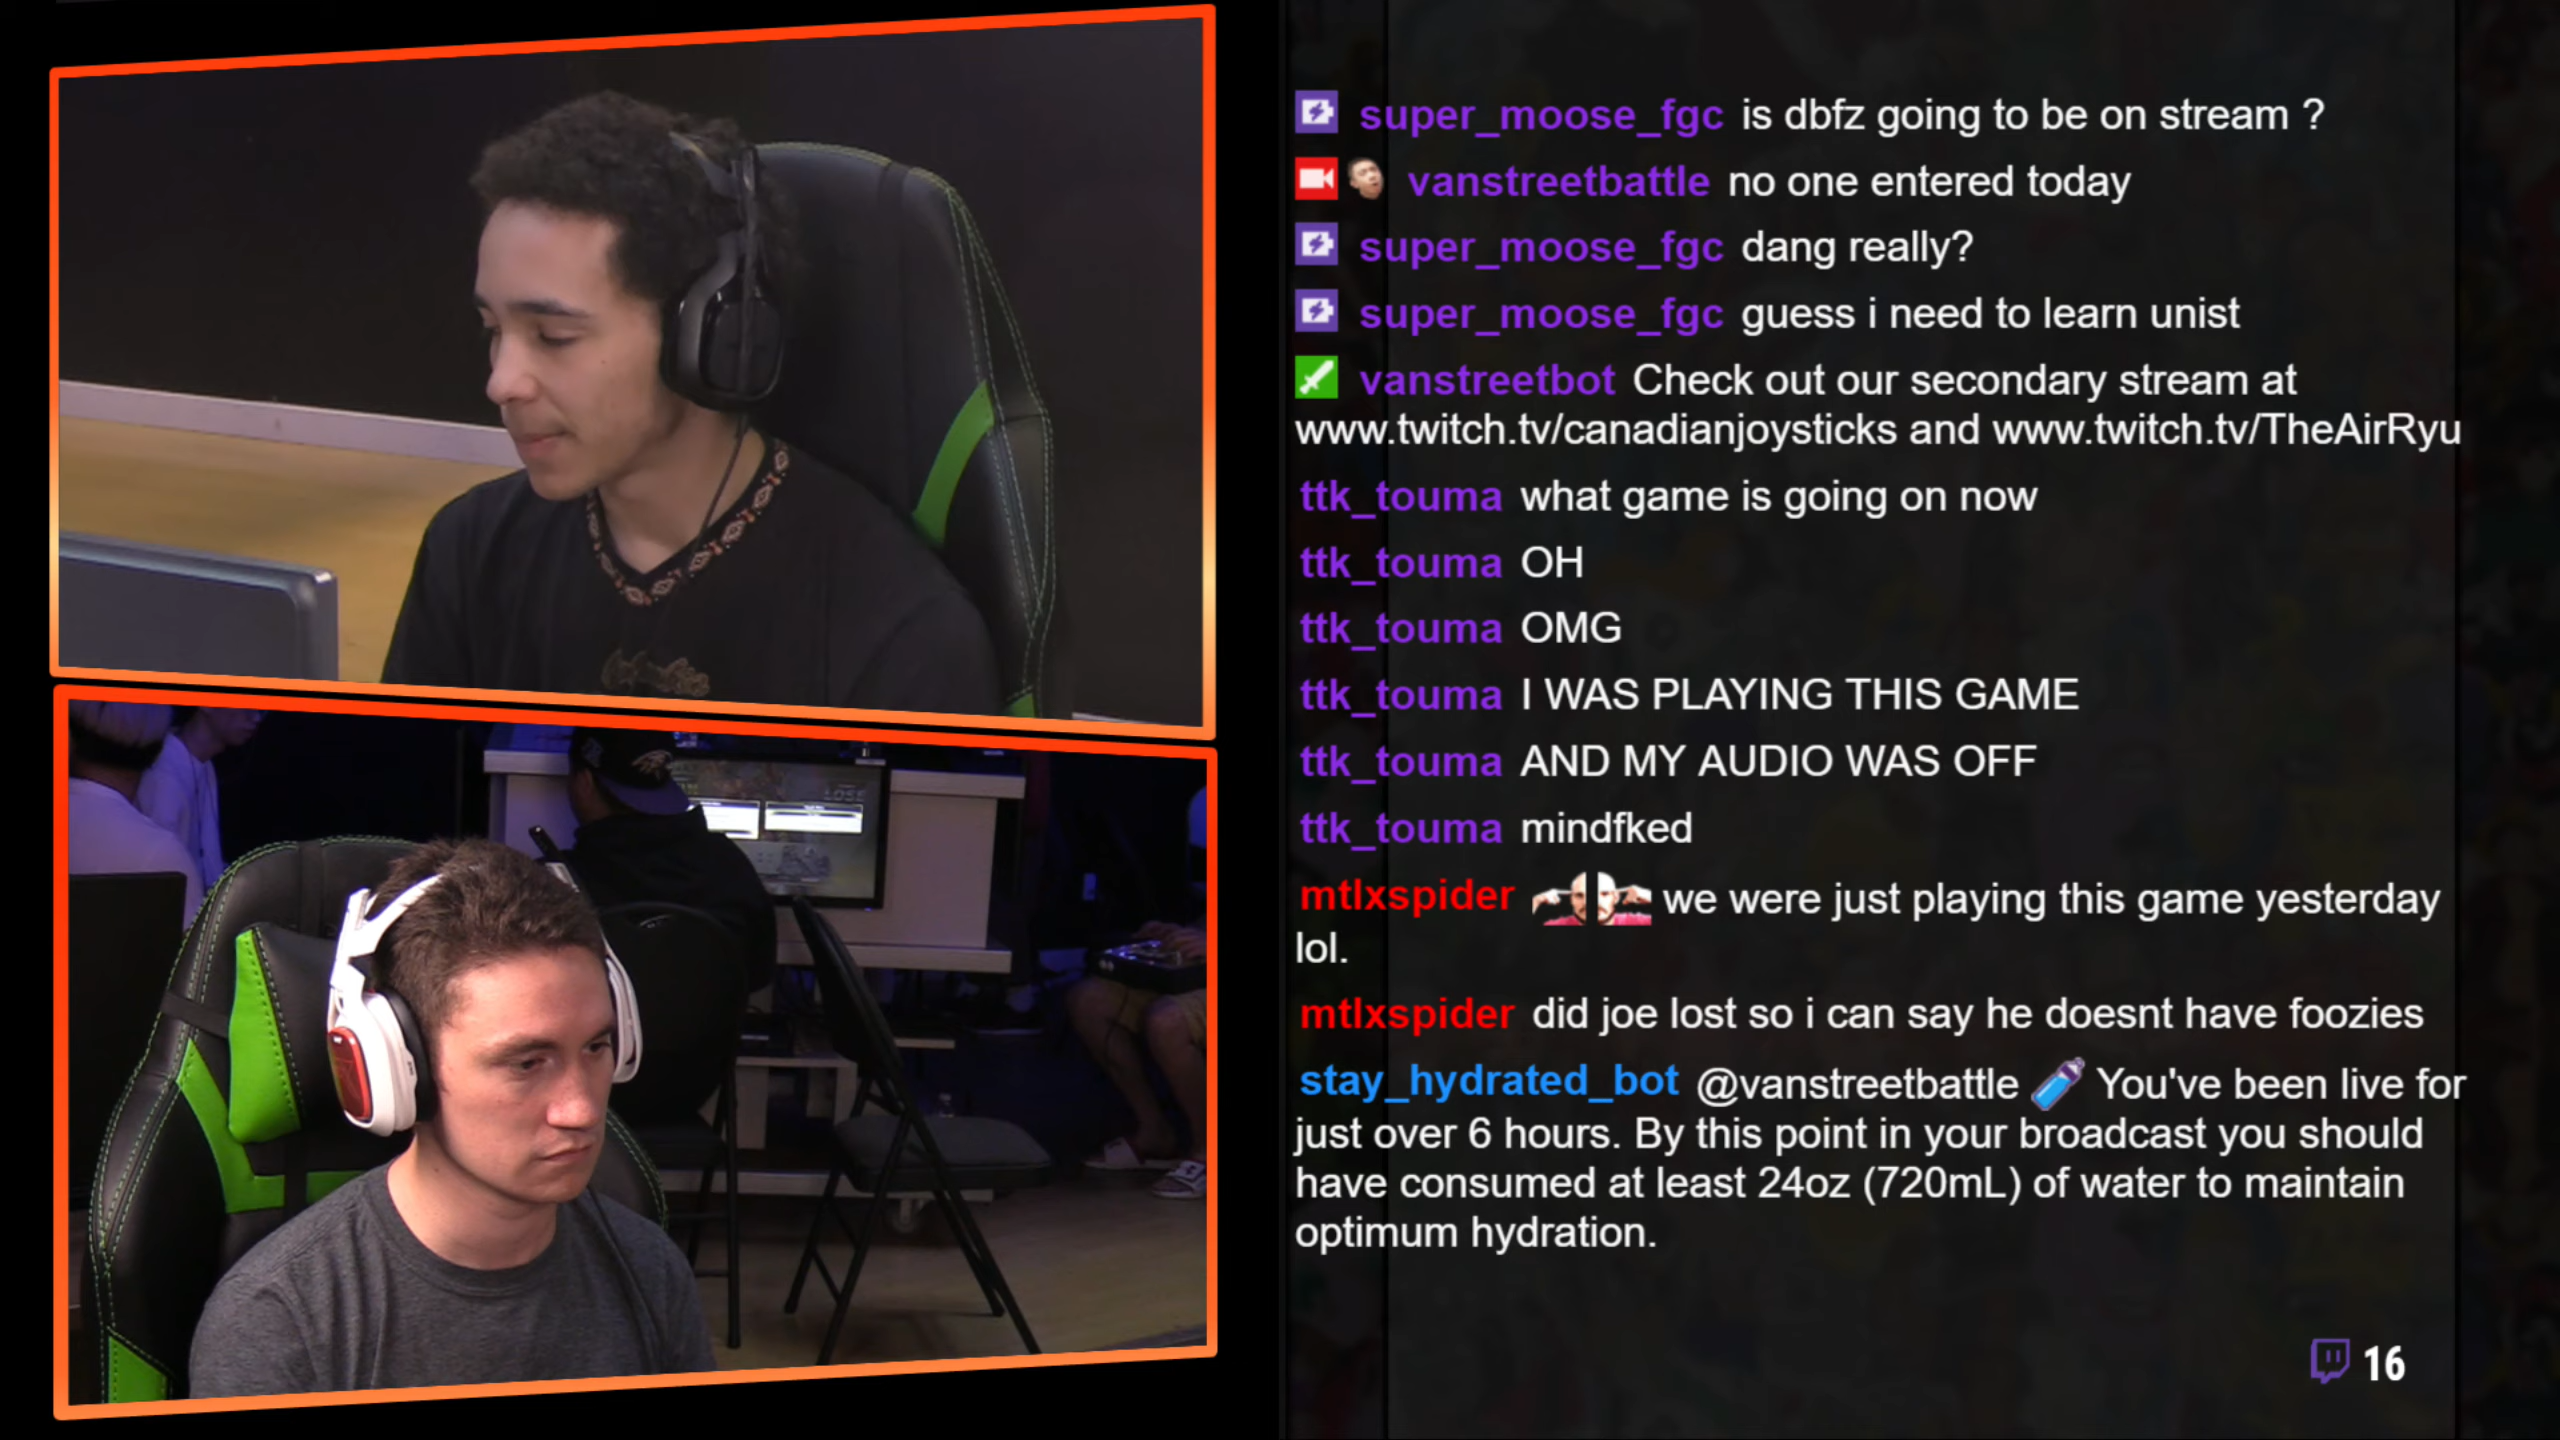 super_moose_fgc is dbfz going to be on stream ?
vanstreetbattle no one entered today
super_moose_fgc dang really?
super_moose_fgc guess i need to learn unist
vanstreetbot Check out our secondary stream at
www.twitch.tv/canadianjoysticks and www.twitch.tv/TheAirRyu
ttk_touma what game is going on now
ttk_touma OH
ttk_touma OMG
ttk_touma I WAS PLAYING THIS GAME
ttk_touma AND MY AUDIO WAS OFF
ttk_touma mindfked
mtlxspider we were just playing this game yesterday
lol.
mtlxspider did joe lost so i can say he doesnt have foozies
stay_hydrated_bot @vanstreetbattle You've been live for
just over 6 hours. By this point in your broadcast you should
have consumed at least 24oz (720mL) of water to maintain
optimum hydration.
16